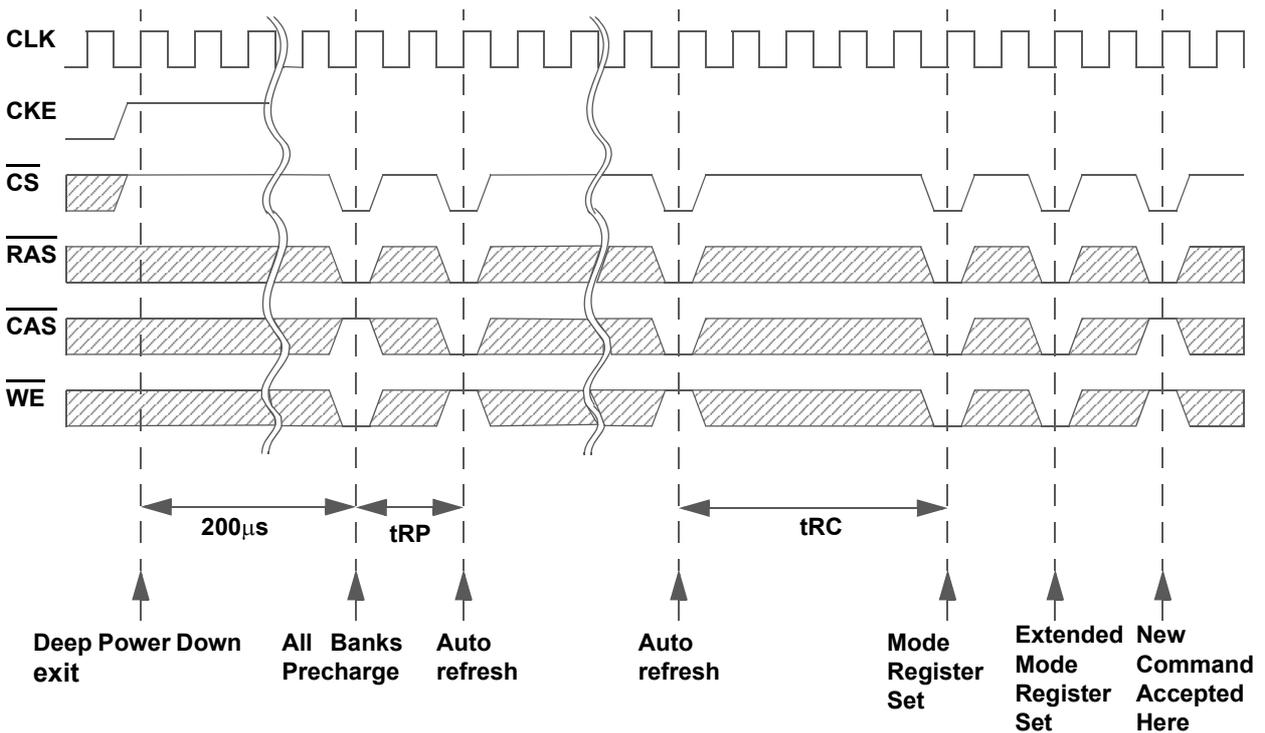 CLK
CKE
CS
RAS
CAS
WE
200μs
tRP
tRC
Deep Power Down
exit
All Banks
Precharge
Auto
refresh
Auto
refresh
Mode
Register
Set
Extended
Mode
Register
Set
New
Command
Accepted
Here